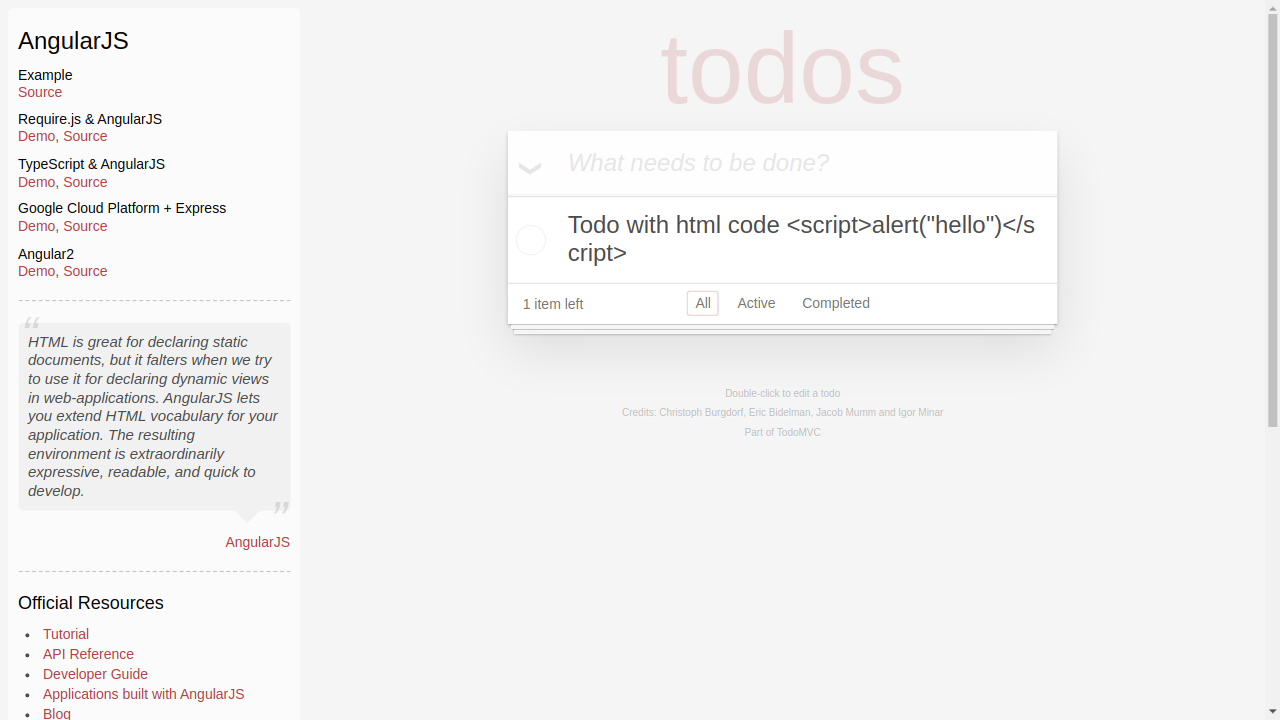 AngularJS
Example
Source
Require.js & AngularJS
Demo, Source
TypeScript & AngularJS
Demo, Source
Google Cloud Platform + Express
Demo, Source
Angular2
Demo, Source
“
HTML is great for declaring static
documents, but it falters when we try
to use it for declaring dynamic views
in web-applications. AngularJS lets
you extend HTML vocabulary for your
application. The resulting
environment is extraordinarily
expressive, readable, and quick to
develop.
”
AngularJS
Official Resources
• Tutorial
• API Reference
• Developer Guide
• Applications built with AngularJS
• Blog
todos
What needs to be done?
Todo with html code <script>alert("hello")</s
cript>
1 item left All Active Completed
Double-click to edit a todo
Credits: Christoph Burgdorf, Eric Bidelman, Jacob Mumm and Igor Minar
Part of TodoMVC